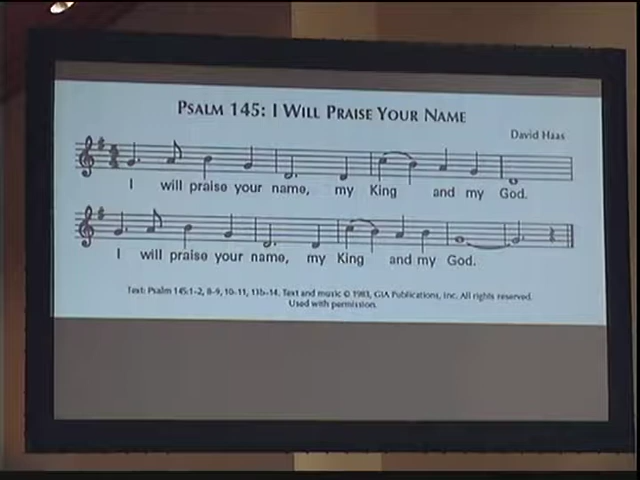 PSALM 145: I WILL PRAISE YOUR NAME
David Haas
I will praise your name, my King and my God.
I will praise your name, my King and my God.
Text: Psalm 145:1-2, 8-9, 10-11, 13b-14. Text and music © 1983, GIA Publications, Inc. All rights reserved.
Used with permission.